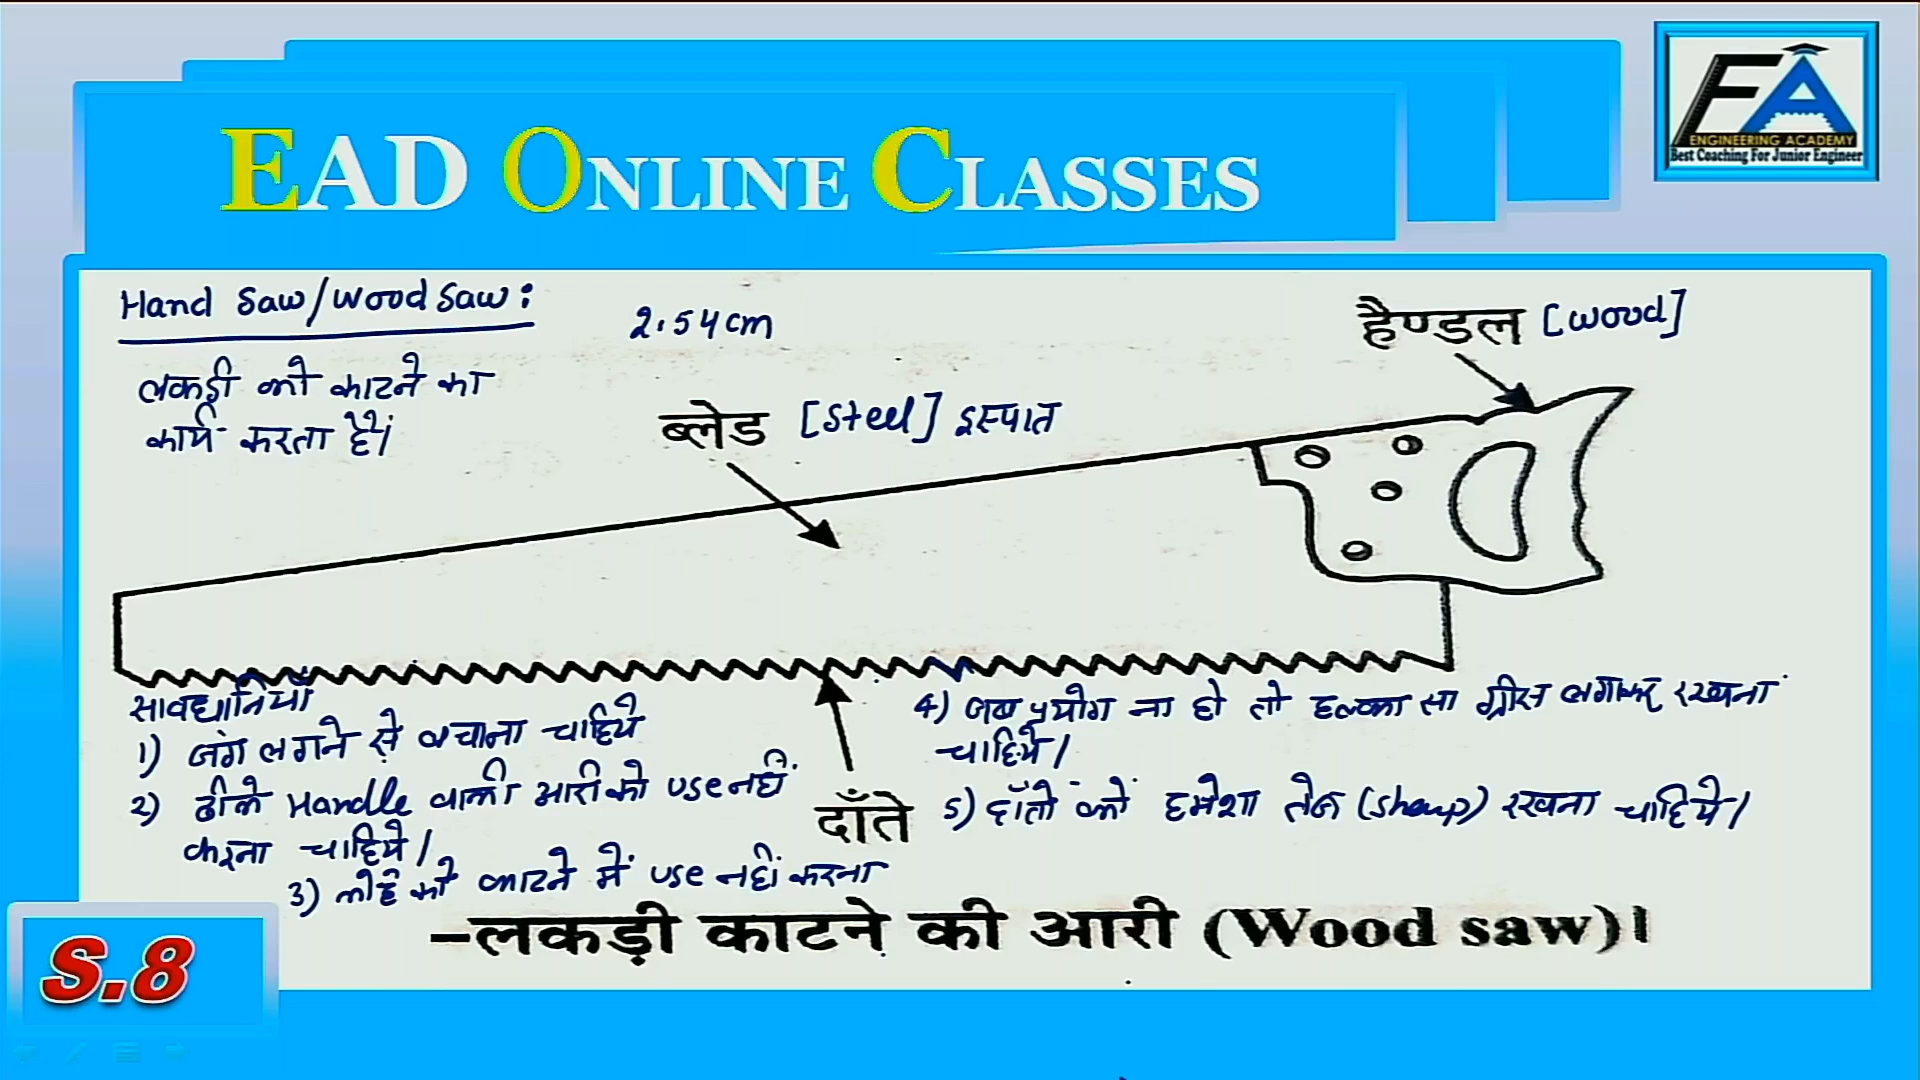 EAD ONLINE CLASSES
FA
ENGINEERING ACADEMY
Best Coaching For Junior Engineer
Hand Saw/Wood Saw:
2.54cm
हैण्डल [wood]
लकड़ी को काटने का
कार्य करता है।
ब्लेड [steel] इस्पात
सावधानियाँ
1) जंग लगने से बचाना चाहिये
2) ढीले Handle वाली आरी को use नहीं
करना चाहिये।
3) लोहे को काटने में use नहीं करना
दाँते
4) जब प्रयोग ना हो तो हल्का सा ग्रीस लगाकर रखना
चाहिये।
5) दाँतो को हमेशा तेज (sharp) रखना चाहिये।
–लकड़ी काटने की आरी (Wood saw)।
S.8